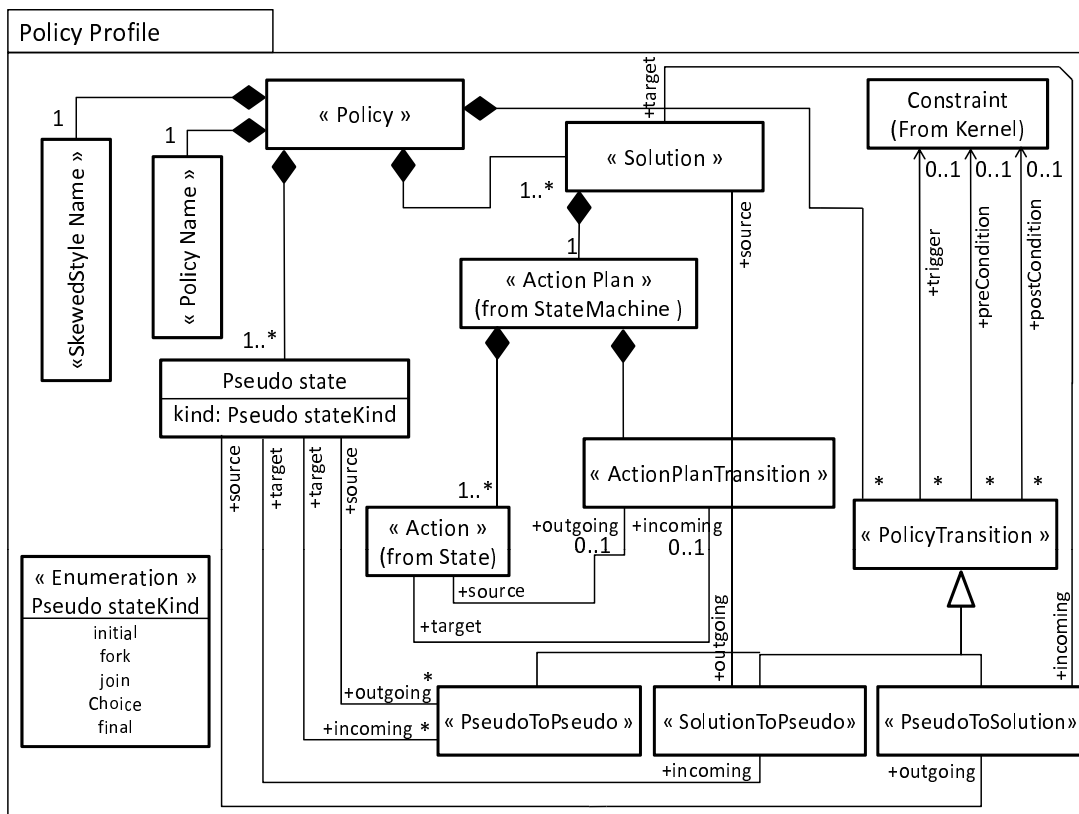 Policy Profile
« Policy »
+target
Constraint
(From Kernel)
1
1
« Solution »
1..*
0..1
0..1
0..1
«SkewedStyle Name »
« Policy Name »
+source
+trigger
+preCondition
+postCondition
1
« Action Plan »
(from StateMachine )
1..*
Pseudo state
kind: Pseudo stateKind
+source
+target
+target
+source
« ActionPlanTransition »
1..*
*
*
*
*
« Action »
(from State)
+outgoing
0..1
+incoming
0..1
« PolicyTransition »
+source
+target
« Enumeration »
Pseudo stateKind
initial
fork
join
Choice
final
+outgoing
+incoming
*
+outgoing
+incoming *
« PseudoToPseudo »
« SolutionToPseudo»
« PseudoToSolution»
+incoming
+outgoing